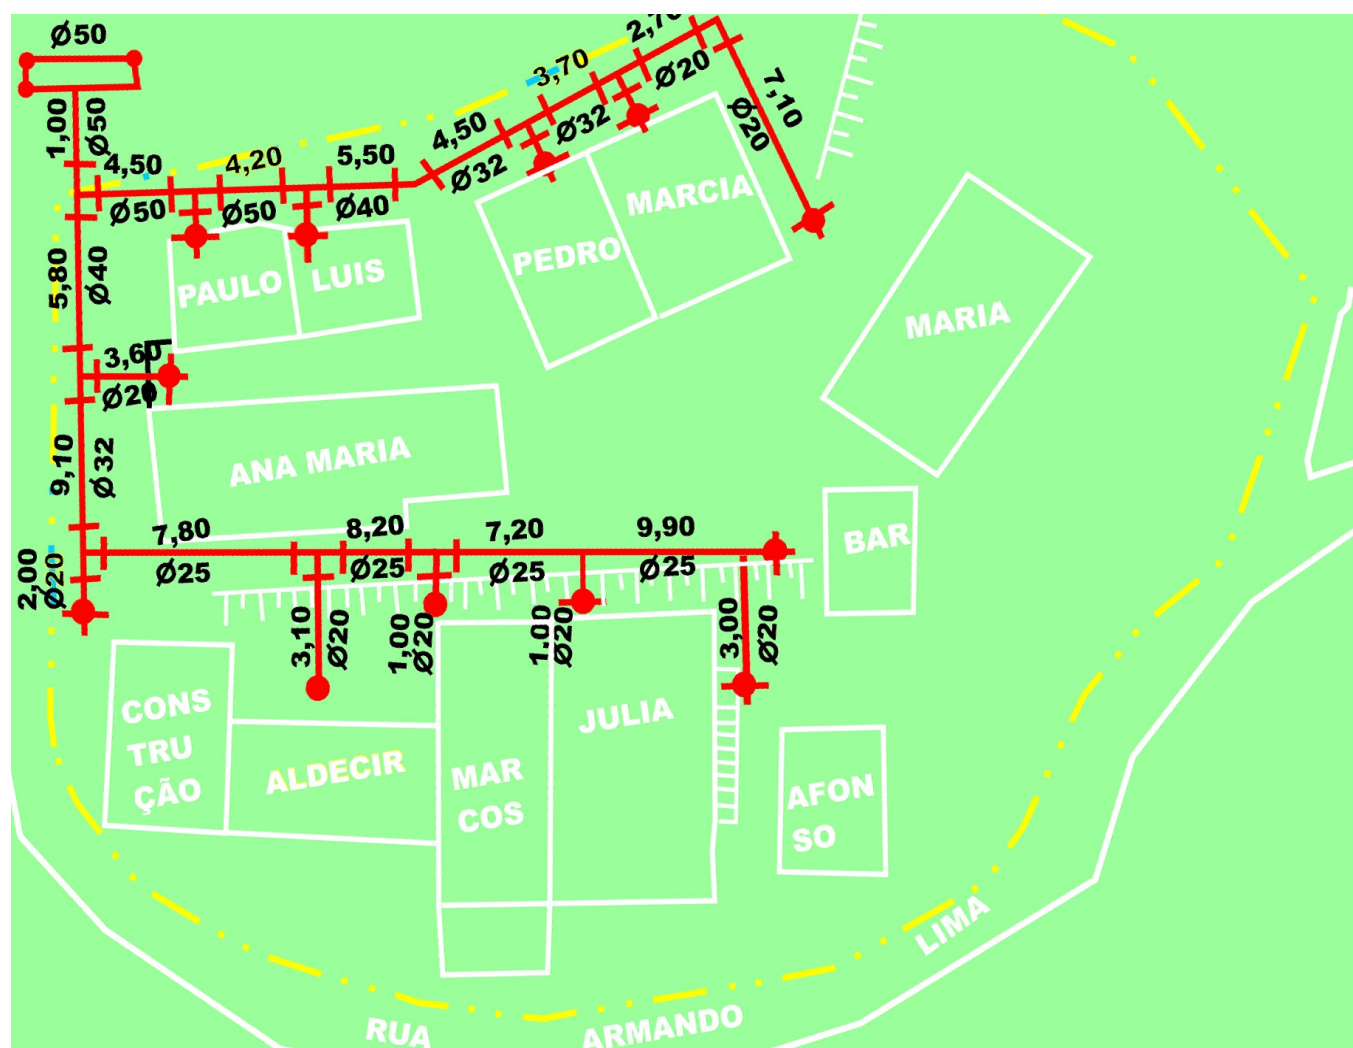 Ø50
1,00
Ø50
4,50
Ø50
4,20
Ø50
5,50
Ø40
4,50
Ø32
3,70
Ø32
2,70
Ø20
7,10
Ø20
PAULO
LUIS
PEDRO
MARCIA
MARIA
5,80
Ø40
3,60
Ø20
9,10
Ø32
ANA MARIA
BAR
2,00
Ø20
7,80
Ø25
8,20
Ø25
7,20
Ø25
9,90
Ø25
3,10
Ø20
1,00
Ø20
1,00
Ø20
3,00
Ø20
CONS
TRU
ÇÃO
ALDECIR
MAR
COS
JULIA
AFON
SO
RUA ARMANDO LIMA